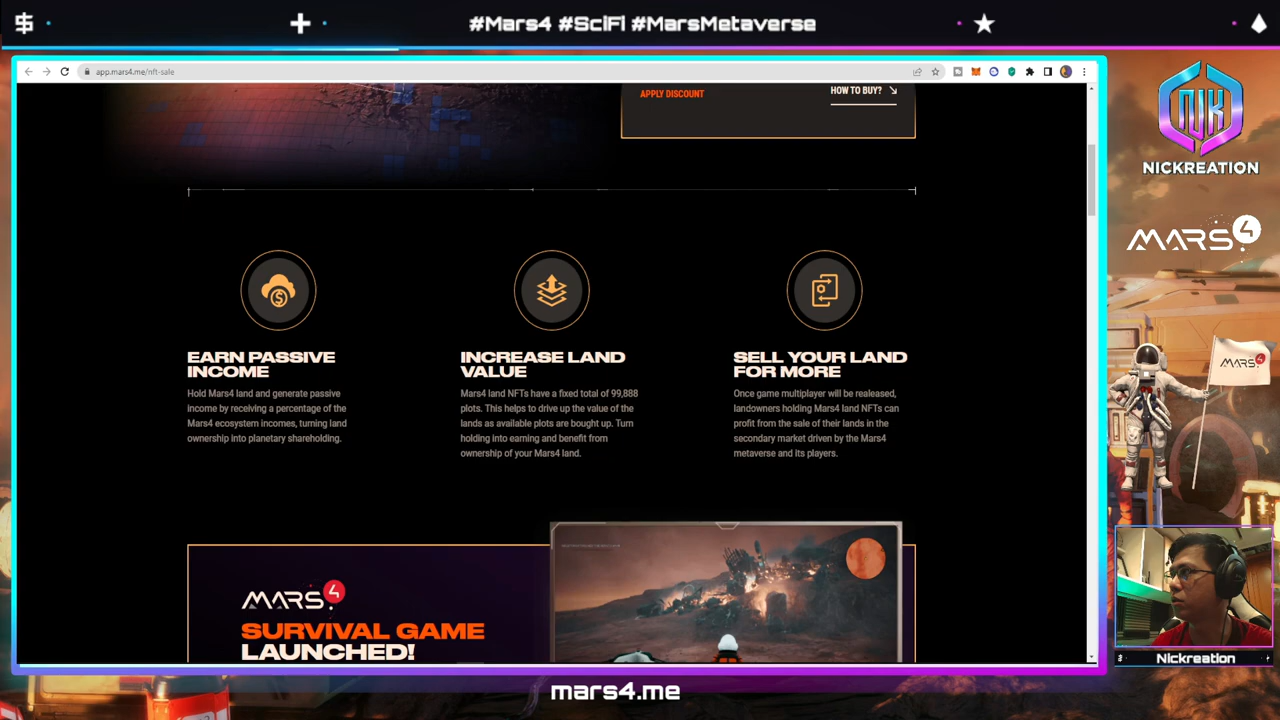 #Mars4 #SciFi #MarsMetaverse
app.mars4.me/nft-sale
APPLY DISCOUNT
HOW TO BUY?
NICKREATION
MARS4
EARN PASSIVE
INCOME
Hold Mars4 land and generate passive
income by receiving a percentage of the
Mars4 ecosystem incomes, turning land
ownership into planetary shareholding.
INCREASE LAND
VALUE
Mars4 land NFTs have a fixed total of 99,888
plots. This helps to drive up the value of the
lands as available plots are bought up. Turn
holding into earning and benefit from
ownership of your Mars4 land.
SELL YOUR LAND
FOR MORE
Once game multiplayer will be realeased,
landowners holding Mars4 land NFTs can
profit from the sale of their lands in the
secondary market driven by the Mars4
metaverse and its players.
MARS4
MARS4
SURVIVAL GAME
LAUNCHED!
Nickreation
mars4.me